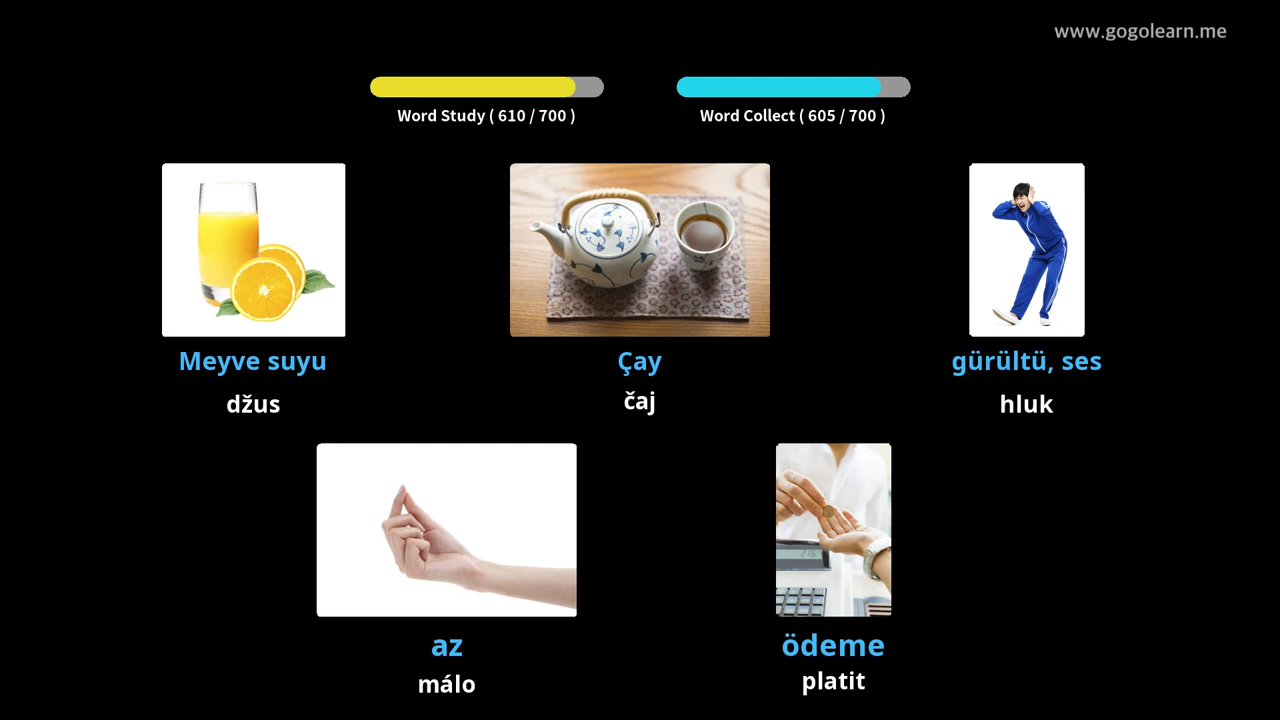 www.gogolearn.me
Word Study ( 610 / 700 )
Word Collect ( 605 / 700 )
Meyve suyu
džus
Çay
čaj
gürültü, ses
hluk
az
málo
ödeme
platit